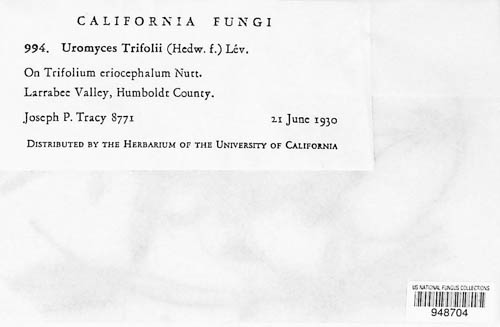 CALIFORNIA FUNGI
994. Uromyces Trifolii (Hedw. f.) Lév.
On Trifolium eriocephalum Nutt.
Larrabee Valley, Humboldt County.
Joseph P. Tracy 8771 21 June 1930
Distributed by the Herbarium of the University of California
US NATIONAL FUNGUS COLLECTIONS
948704